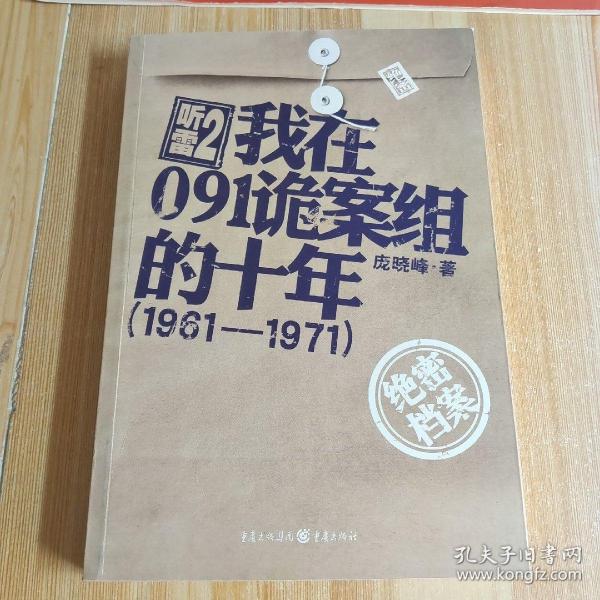 听雷2
我在
091诡案组
的十年
庞晓峰·著
(1961——1971)
绝密
档案
重庆出版集团 重庆出版社
孔夫子旧书网
www.kongfz.com